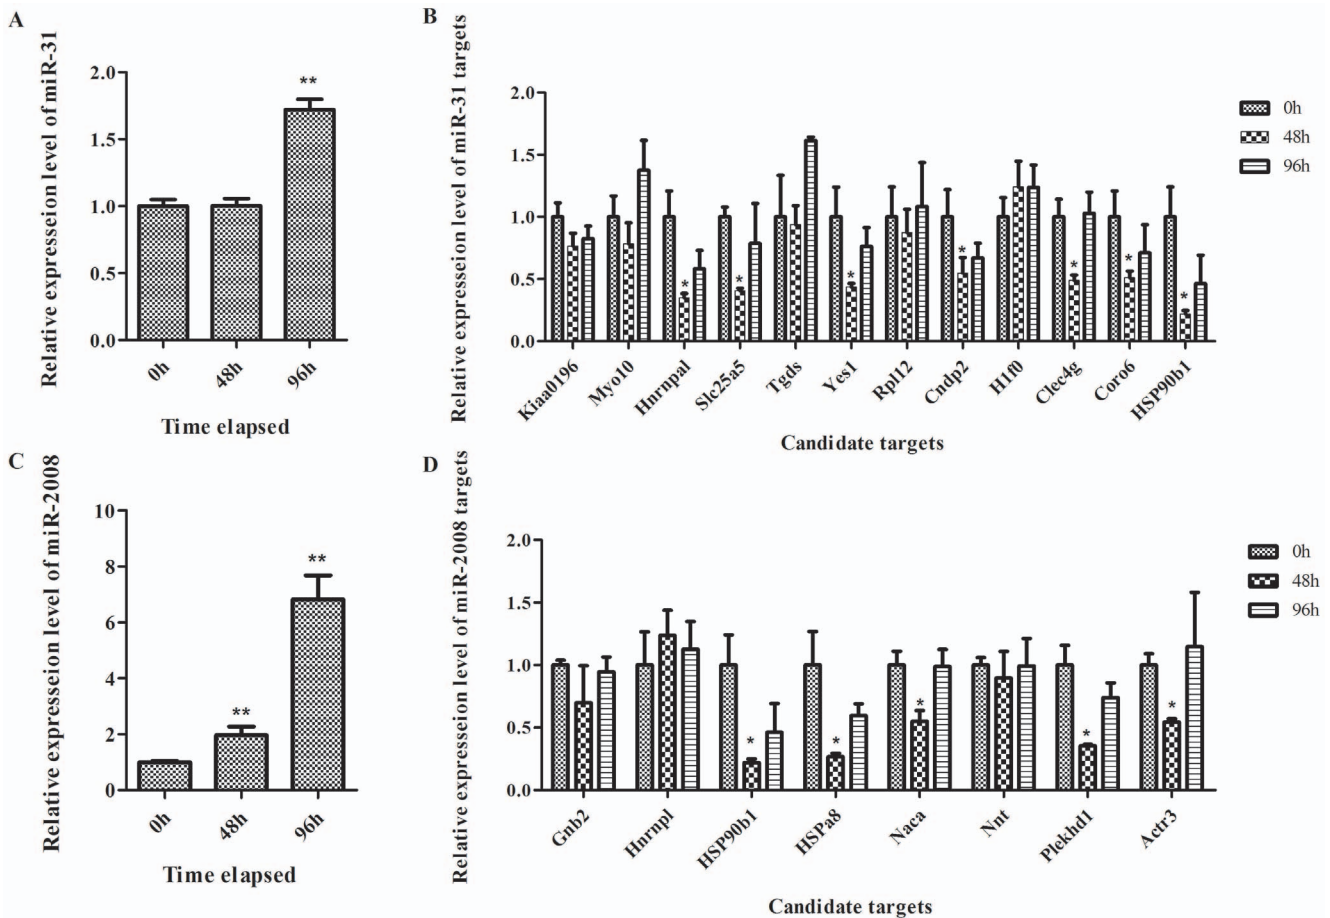 A
Relative expresseion level of miR-31
2.0
1.5
1.0
0.5
0.0
**
0h
48h
96h
Time elapsed
B
Relative expresseion level of miR-31 targets
2.0
1.5
1.0
0.5
0.0
*
*
*
*
*
*
*
Kiaa0196
Myo10
Hnrnpal
Slc25a5
Tgds
Yes1
Rpl12
Cndp2
H1f0
Clec4g
Coro6
HSP90b1
Candidate targets
0h
48h
96h
C
Relative expresseion level of miR-2008
10
8
6
4
2
0
**
**
0h
48h
96h
Time elapsed
D
Relative expresseion level of miR-2008 targets
2.0
1.5
1.0
0.5
0.0
*
*
*
*
*
Gnb2
Hnrnpl
HSP90b1
HSPa8
Naca
Nnt
Plekhd1
Actr3
Candidate targets
0h
48h
96h